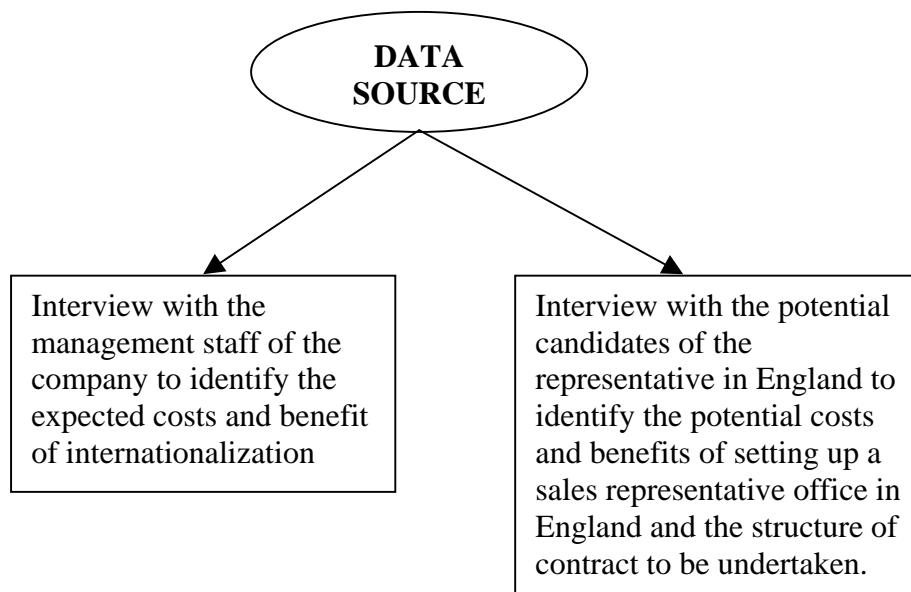 DATA
SOURCE
Interview with the
management staff of the
company to identify the
expected costs and benefit
of internationalization
Interview with the potential
candidates of the
representative in England to
identify the potential costs
and benefits of setting up a
sales representative office in
England and the structure of
contract to be undertaken.